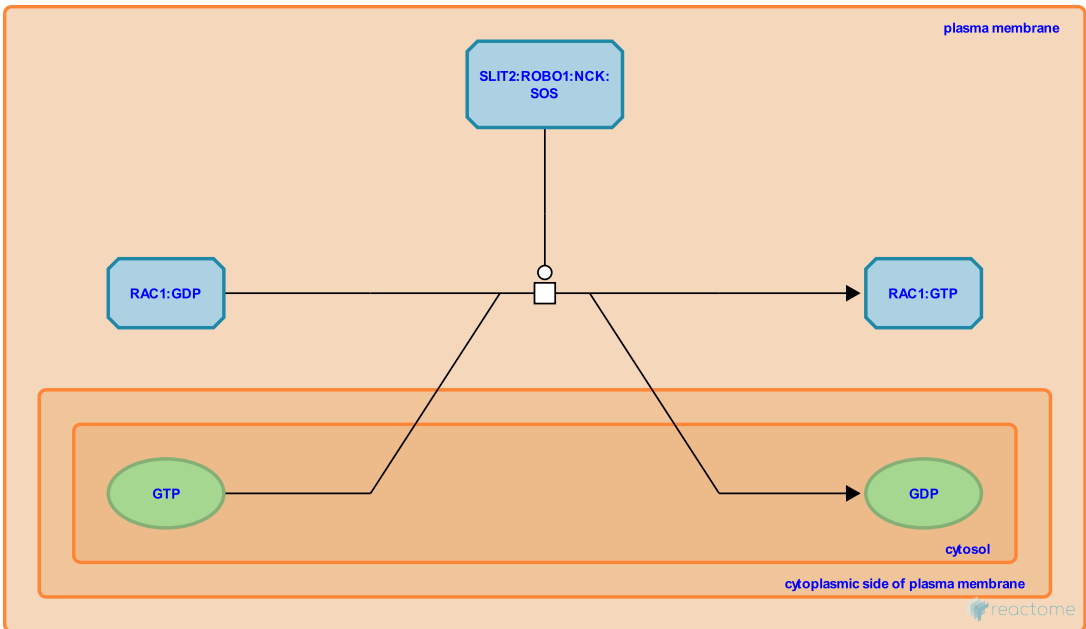 plasma membrane
SLIT2:ROBO1:NCK:
SOS
RAC1:GDP
RAC1:GTP
GTP
GDP
cytosol
cytoplasmic side of plasma membrane
reactome